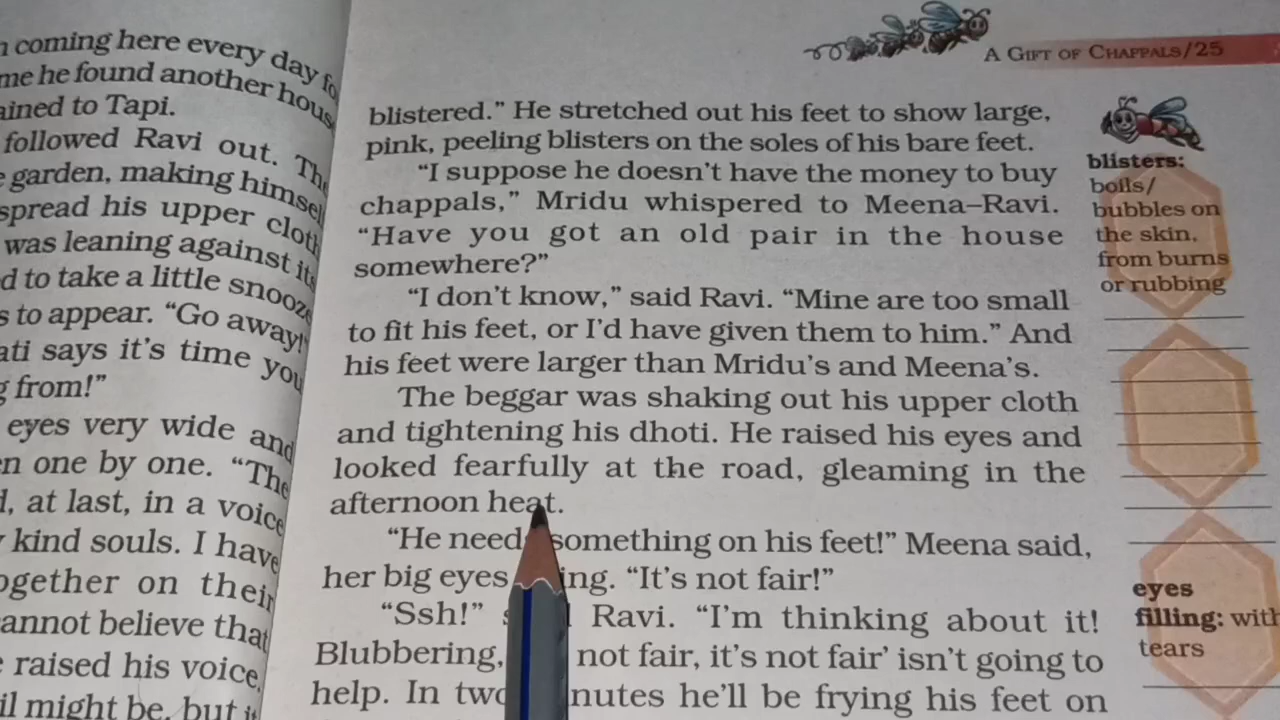 coming here every day
me he found another
ained to Tapi.
followed Ravi out.
garden, making
spread his upper cloth
was leaning against its
d to take a little
s to appear. "Go away!"
ati says it's time you
from!"
eyes very wide and
n one by one. "The
, at last, in a voice
kind souls. I have
ogether on their
annot believe that
raised his voice.
il might be, but
A GIFT OF CHAPPALS/25
blistered." He stretched out his feet to show large,
pink, peeling blisters on the soles of his bare feet.
"I suppose he doesn't have the money to buy
chappals," Mridu whispered to Meena–Ravi.
"Have you got an old pair in the house
somewhere?"
"I don't know," said Ravi. "Mine are too small
to fit his feet, or I'd have given them to him." And
his feet were larger than Mridu's and Meena's.
The beggar was shaking out his upper cloth
and tightening his dhoti. He raised his eyes and
looked fearfully at the road, gleaming in the
afternoon heat.
"He needs something on his feet!" Meena said,
her big eyes ing. "It's not fair!"
"Ssh!" Ravi. "I'm thinking about it!
Blubbering, not fair, it's not fair' isn't going to
help. In two nutes he'll be frying his feet on
blisters:
boils/
bubbles on
the skin,
from burns
or rubbing
eyes
filling: with
tears